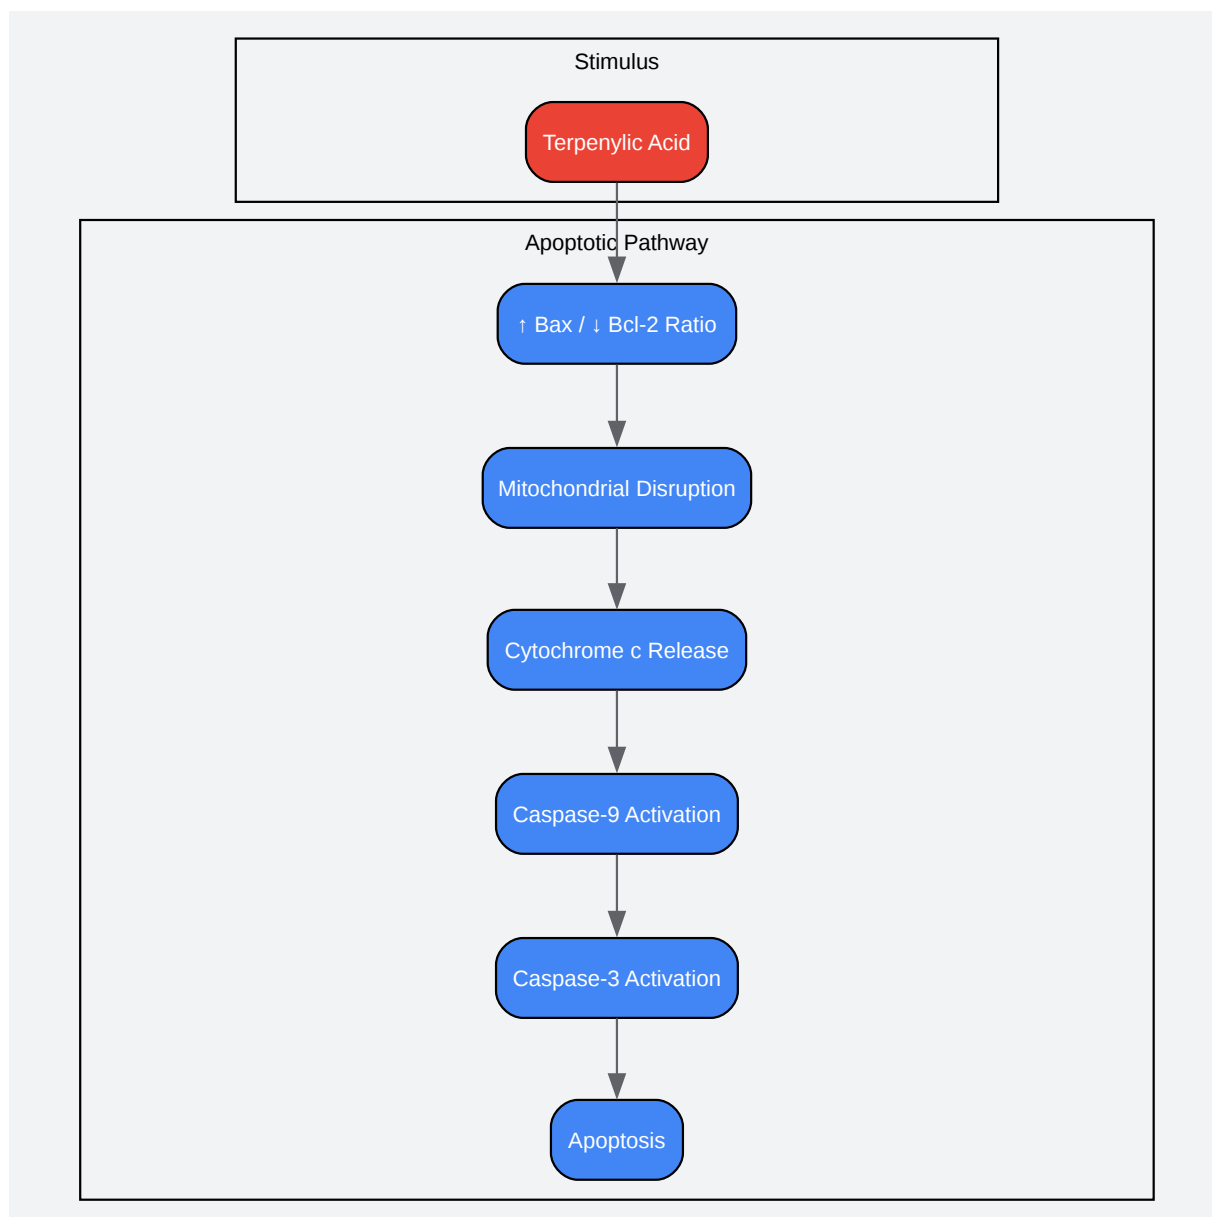 Stimulus
Terpenylic Acid
Apoptotic Pathway
↑ Bax / ↓ Bcl-2 Ratio
Mitochondrial Disruption
Cytochrome c Release
Caspase-9 Activation
Caspase-3 Activation
Apoptosis